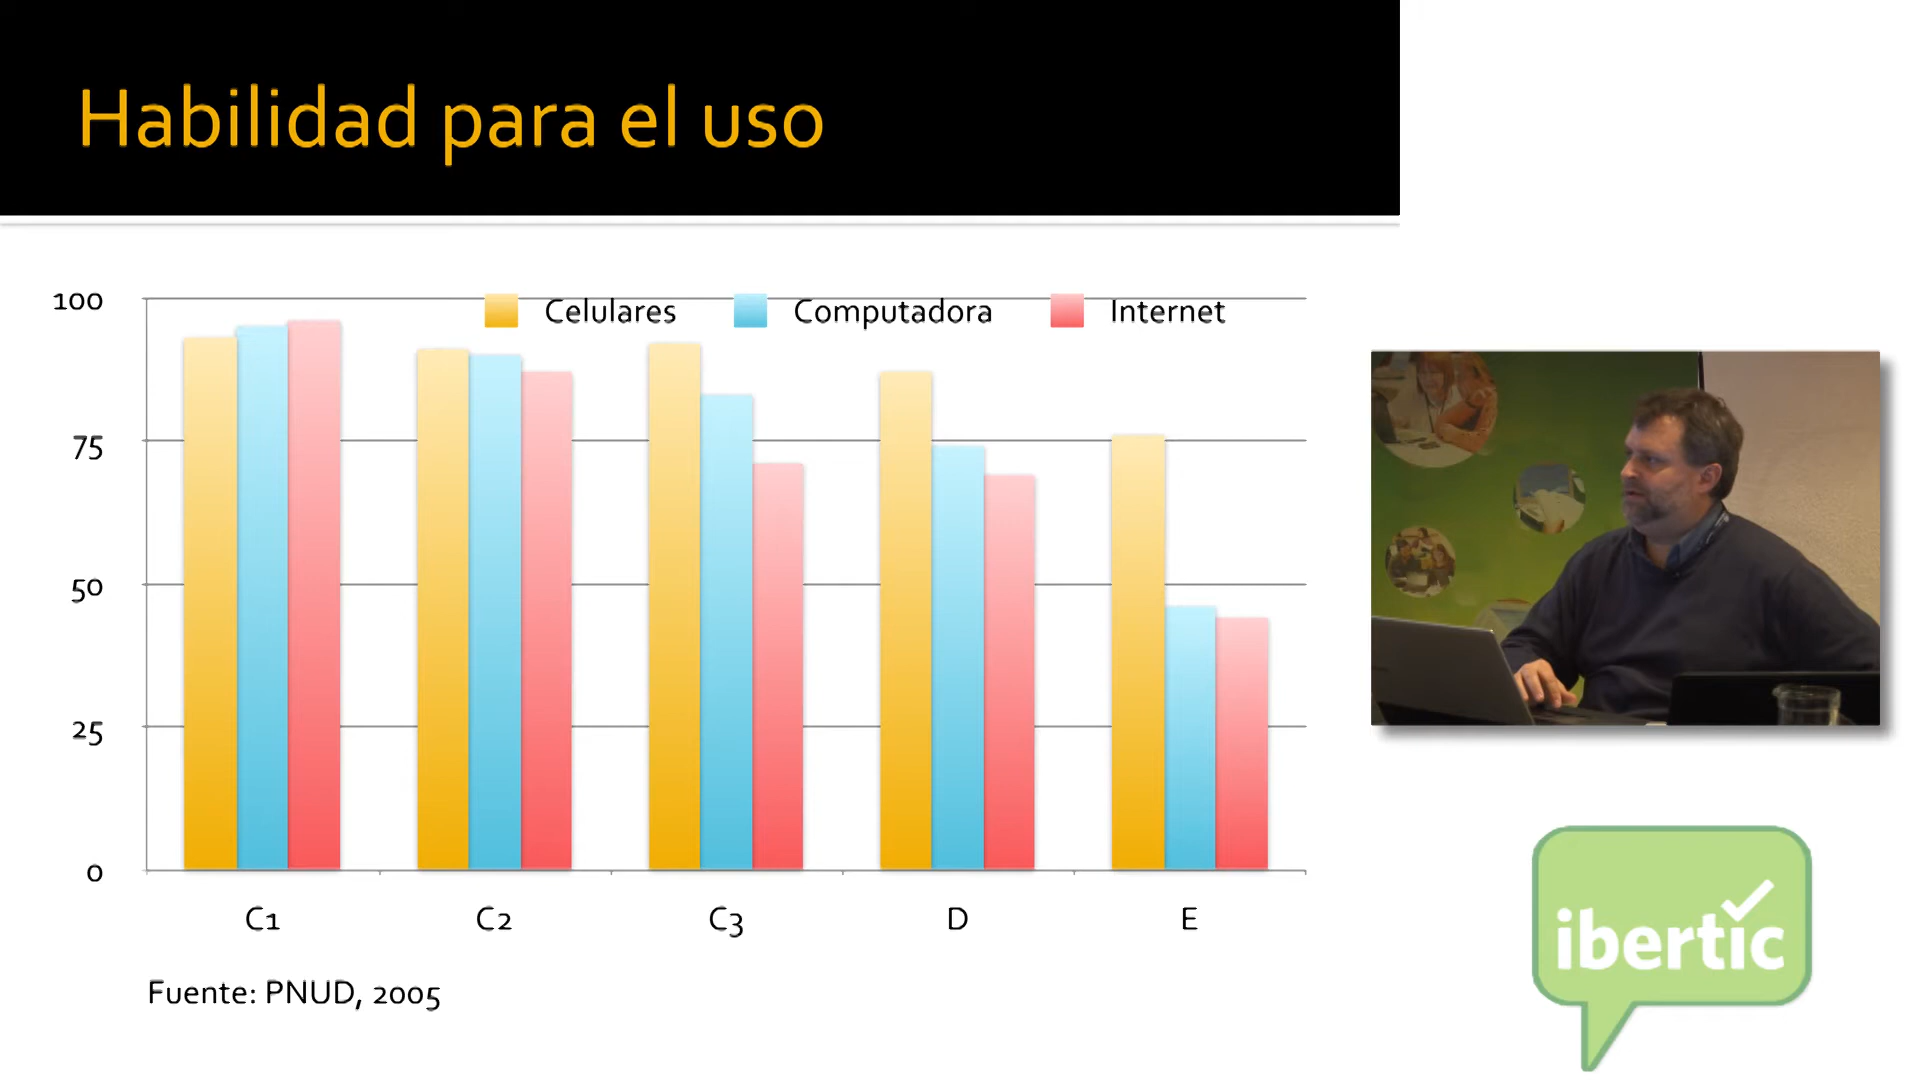 Habilidad para el uso
Celulares Computadora Internet
100
75
50
25
0
C1 C2 C3 D E
Fuente: PNUD, 2005
ibertic